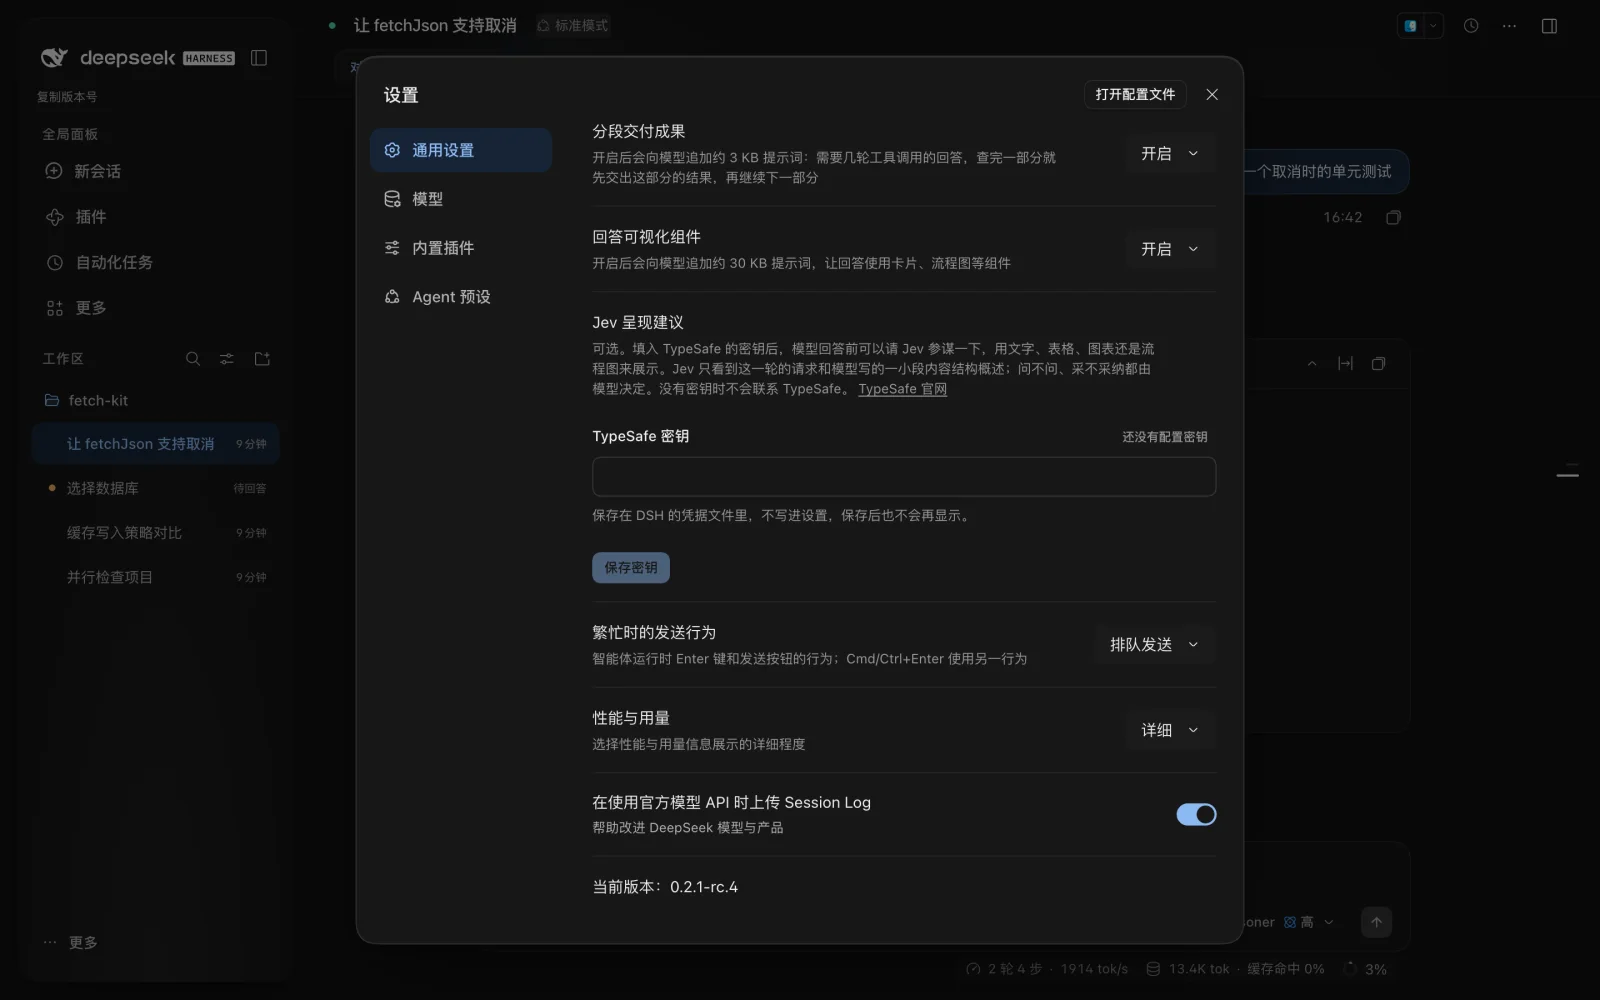 deepseek HARNESS
复制版本号
全局面板
新会话
插件
自动化任务
更多
工作区
fetch-kit
让 fetchJson 支持取消 9分钟
选择数据库 待回答
缓存写入策略对比 9分钟
并行检查项目 9分钟
更多
让 fetchJson 支持取消 标准模式
设置
打开配置文件
通用设置
模型
内置插件
Agent 预设
分段交付成果
开启后会向模型追加约 3 KB 提示词：需要几轮工具调用的回答，查完一部分就
先交出这部分的结果，再继续下一部分
开启
回答可视化组件
开启后会向模型追加约 30 KB 提示词，让回答使用卡片、流程图等组件
开启
Jev 呈现建议
可选。填入 TypeSafe 的密钥后，模型回答前可以请 Jev 参谋一下，用文字、表格、图表还是流
程图来展示。Jev 只看到这一轮的请求和模型写的一小段内容结构概述；问不问、采不采纳都由
模型决定。没有密钥时不会联系 TypeSafe。 TypeSafe 官网
TypeSafe 密钥 还没有配置密钥
保存在 DSH 的凭据文件里，不写进设置，保存后也不会再显示。
保存密钥
繁忙时的发送行为
智能体运行时 Enter 键和发送按钮的行为；Cmd/Ctrl+Enter 使用另一行为
排队发送
性能与用量
选择性能与用量信息展示的详细程度
详细
在使用官方模型 API 时上传 Session Log
帮助改进 DeepSeek 模型与产品
当前版本：0.2.1-rc.4
一个取消时的单元测试
16:42
oner 高
2 轮 4 步 · 1914 tok/s 13.4K tok · 缓存命中 0% 3%